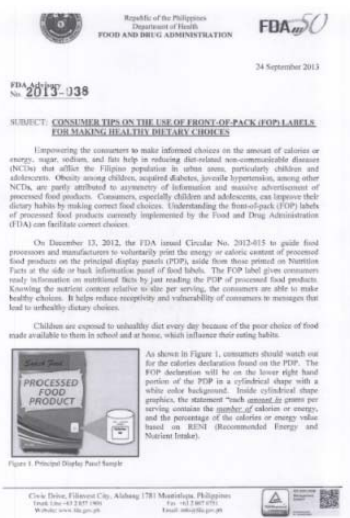 Republic of the Philippines
Department of Health
FOOD AND DRUG ADMINISTRATION
FDA 50
24 September 2013
FDA Advisory
No. 2013-038
SUBJECT: CONSUMER TIPS ON THE USE OF FRONT-OF-PACK (FOP) LABELS
FOR MAKING HEALTHY DIETARY CHOICES
Empowering the consumers to make informed choices on the amount of calories or
energy, sugar, sodium, and fats help in reducing diet-related non-communicable diseases
(NCDs) that afflict the Filipino population in urban areas, particularly children and
adolescents. Obesity among children, acquired diabetes, juvenile hypertension, among other
NCDs, are partly attributed to asymmetry of information and massive advertisement of
processed food products. Consumers, especially children and adolescents, can improve their
dietary habits by making correct food choices. Understanding the front-of-pack (FOP) labels
of processed food products currently implemented by the Food and Drug Administration
(FDA) can facilitate correct choices.
On December 13, 2012, the FDA issued Circular No. 2012-015 to guide food
processors and manufacturers to voluntarily print the energy or caloric content of processed
food products on the principal display panels (PDP), aside from those printed on Nutrition
Facts at the side or back information panel of food labels. The FOP label gives consumers
ready information on nutritional facts by just reading the PDP of processed food products.
Knowing the nutrient content relative to size per serving, the consumers are able to make
healthy choices. It helps reduce receptivity and vulnerability of consumers to messages that
lead to unhealthy dietary choices.
Children are exposed to unhealthy diet every day because of the poor choice of food
made available to them in school and at home, which influence their eating habits.
As shown in Figure 1, consumers should watch out
for the calories declaration found on the PDP. The
FOP declaration will be on the lower right hand
portion of the PDP in a cylindrical shape with a
white color background. Inside cylindrical shape
graphics, the statement "each amount in grams per
serving contains the number of calories or energy,
and the percentage of the calories or energy value
based on RENI (Recommended Energy and
Nutrient Intake).
PROCESSED
FOOD
PRODUCT
Figure 1. Principal Display Panel Sample
Civic Drive, Filinvest City, Alabang 1781 Muntinlupa, Philippines